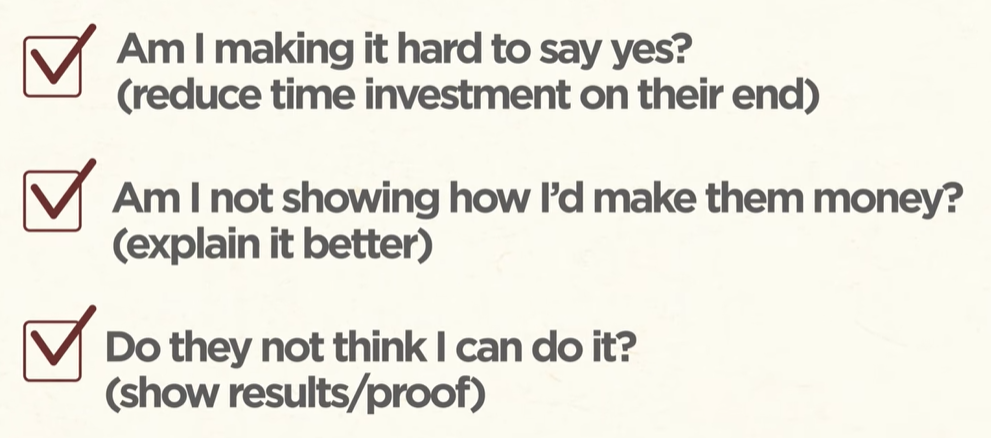 Am I making it hard to say yes?
(reduce time investment on their end)
Am I not showing how I’d make them money?
(explain it better)
Do they not think I can do it?
(show results/proof)